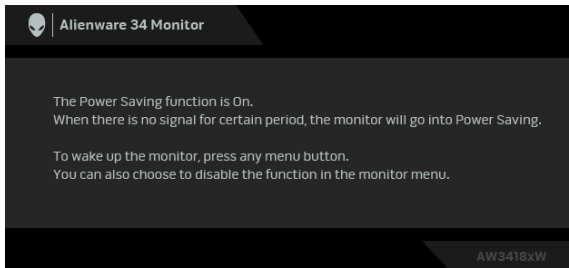 Alienware 34 Monitor
The Power Saving function is On.
When there is no signal for certain period, the monitor will go into Power Saving.
To wake up the monitor, press any menu button.
You can also choose to disable the function in the monitor menu.
AW3418xW